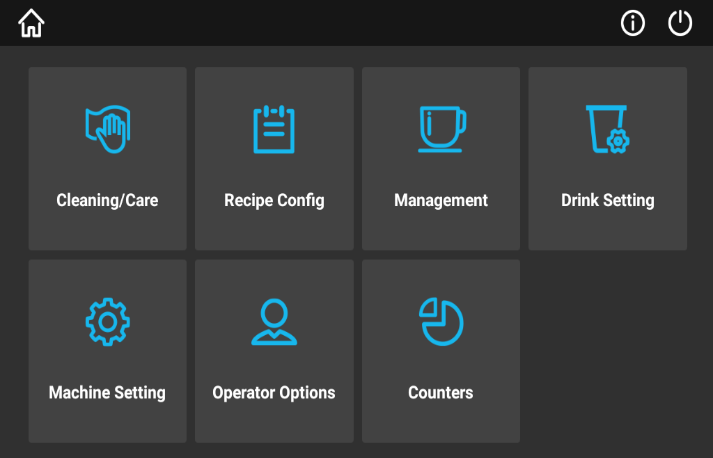 Cleaning/Care
Recipe Config
Management
Drink Setting
Machine Setting
Operator Options
Counters